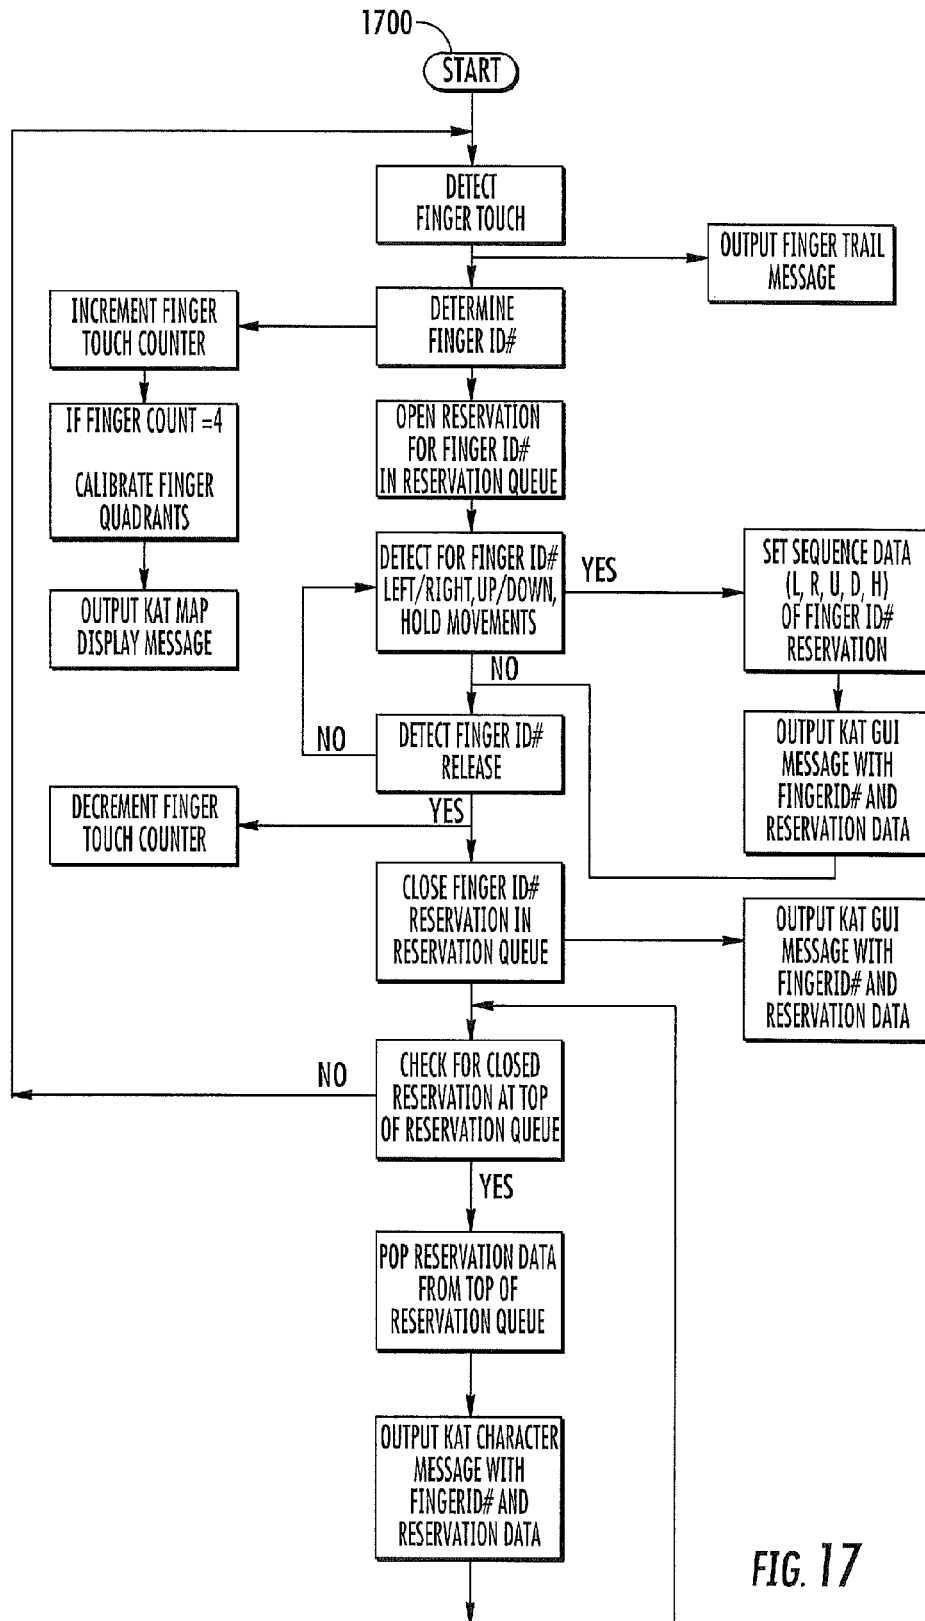 1700
START
DETECT
FINGER TOUCH
OUTPUT FINGER TRAIL
MESSAGE
INCREMENT FINGER
TOUCH COUNTER
DETERMINE
FINGER ID#
IF FINGER COUNT =4
CALIBRATE FINGER
QUADRANTS
OPEN RESERVATION
FOR FINGER ID#
IN RESERVATION QUEUE
OUTPUT KAT MAP
DISPLAY MESSAGE
DETECT FOR FINGER ID#
LEFT/RIGHT, UP/DOWN,
HOLD MOVEMENTS
YES
SET SEQUENCE DATA
(L, R, U, D, H)
OF FINGER ID#
RESERVATION
NO
NO
DETECT FINGER ID#
RELEASE
OUTPUT KAT GUI
MESSAGE WITH
FINGERID# AND
RESERVATION DATA
DECREMENT FINGER
TOUCH COUNTER
YES
CLOSE FINGER ID#
RESERVATION IN
RESERVATION QUEUE
OUTPUT KAT GUI
MESSAGE WITH
FINGERID# AND
RESERVATION DATA
NO
CHECK FOR CLOSED
RESERVATION AT TOP
OF RESERVATION QUEUE
YES
POP RESERVATION DATA
FROM TOP OF
RESERVATION QUEUE
OUTPUT KAT CHARACTER
MESSAGE WITH
FINGERID# AND
RESERVATION DATA
FIG. 17